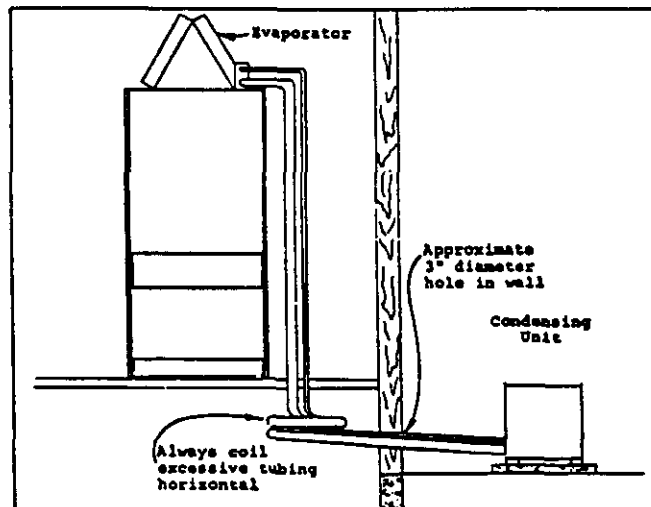 Evaporator
Approximate
3" diameter
hole in wall
Condensing
Unit
Always coil
excessive tubing
horizontal